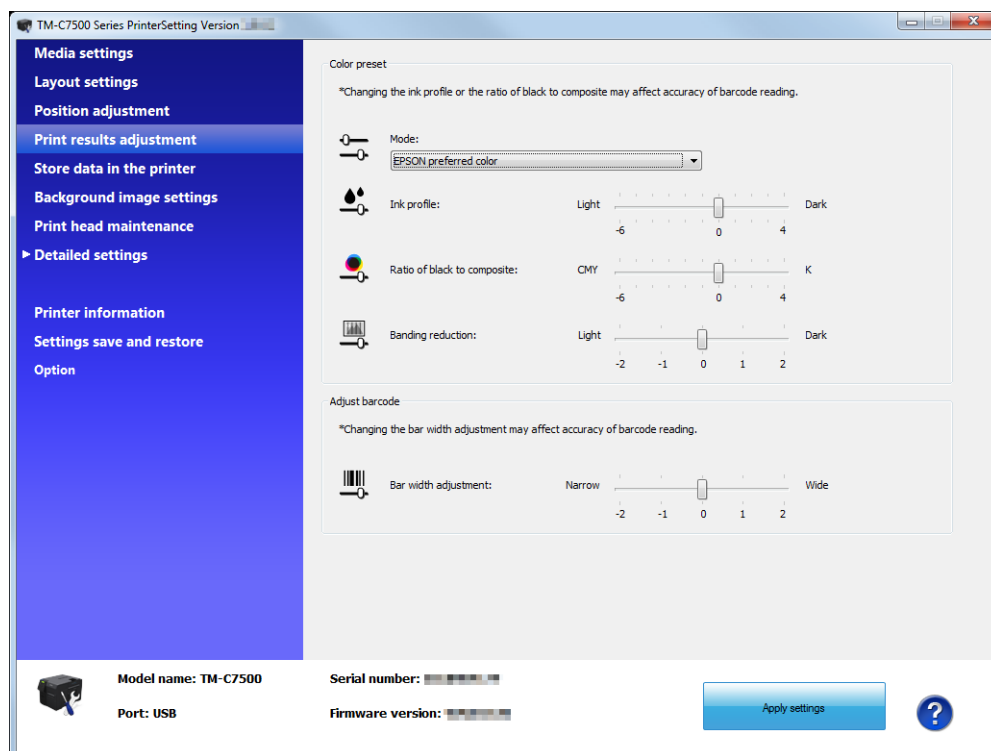 TM-C7500 Series PrinterSetting Version
Media settings
Layout settings
Position adjustment
Print results adjustment
Store data in the printer
Background image settings
Print head maintenance
Detailed settings
Printer information
Settings save and restore
Option
Color preset
*Changing the ink profile or the ratio of black to composite may affect accuracy of barcode reading.
Mode:
EPSON preferred color
Ink profile: Light Dark
-6 0 4
Ratio of black to composite: CMY K
-6 0 4
Banding reduction: Light Dark
-2 -1 0 1 2
Adjust barcode
*Changing the bar width adjustment may affect accuracy of barcode reading.
Bar width adjustment: Narrow Wide
-2 -1 0 1 2
Model name: TM-C7500 Serial number:
Port: USB Firmware version:
Apply settings
?